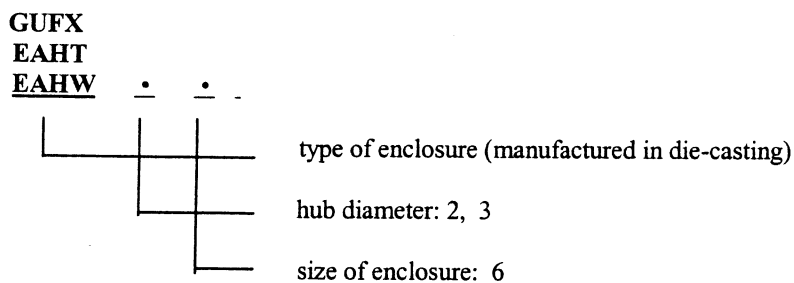 GUFX
EAHT
EAHW . . -
type of enclosure (manufactured in die-casting)
hub diameter: 2, 3
size of enclosure: 6